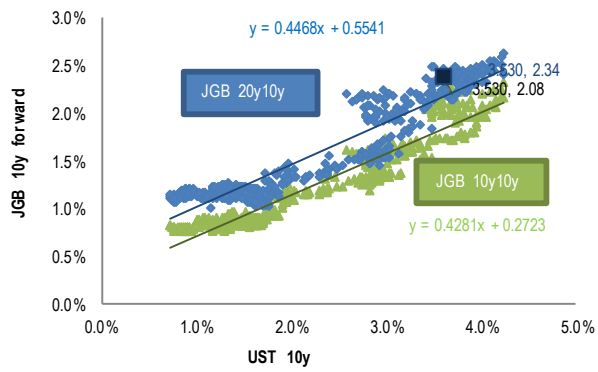 3.0%
y = 0.4468x + 0.5541
2.5%
3.530, 2.34
3.530, 2.08
JGB 20y10y
2.0%
JGB 10y forward
1.5%
JGB 10y10y
1.0%
y = 0.4281x + 0.2723
0.5%
0.0%
0.0% 1.0% 2.0% 3.0% 4.0% 5.0%
UST 10y